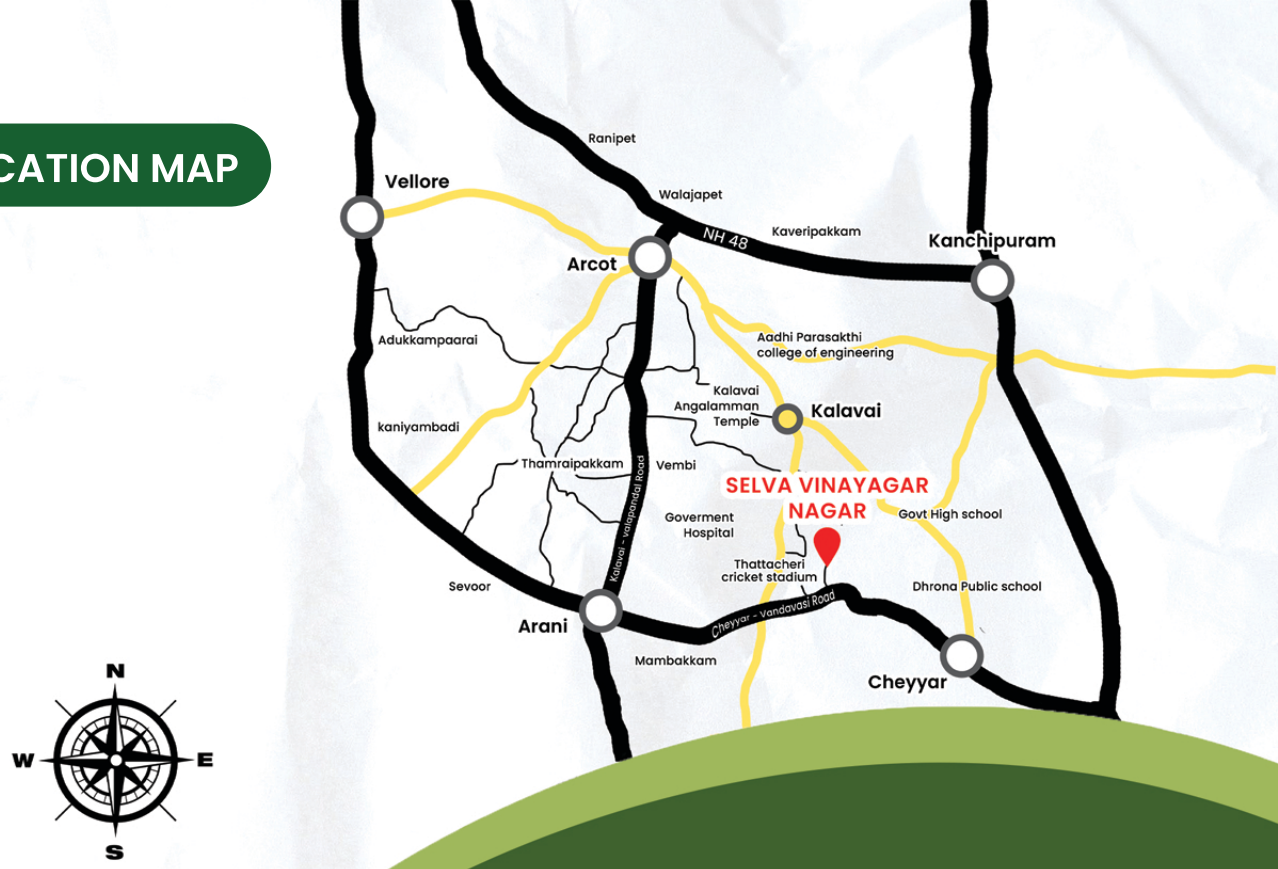 CATION MAP
Ranipet
Vellore
Walajapet
NH 48
Kaveripakkam
Kanchipuram
Arcot
Adukkampaarai
Aadhi Parasakthi
college of engineering
Kalavai
Angalamman
Temple
Kalavai
kaniyambadi
Thamraipakkam
Vembi
Kalavai - valapandal Road
SELVA VINAYAGAR
NAGAR
Goverment
Hospital
Govt High school
Thattacheri
cricket stadium
Sevoor
Dhrona Public school
Cheyyar - Vandavasi Road
Arani
Mambakkam
Cheyyar
N
W
E
S